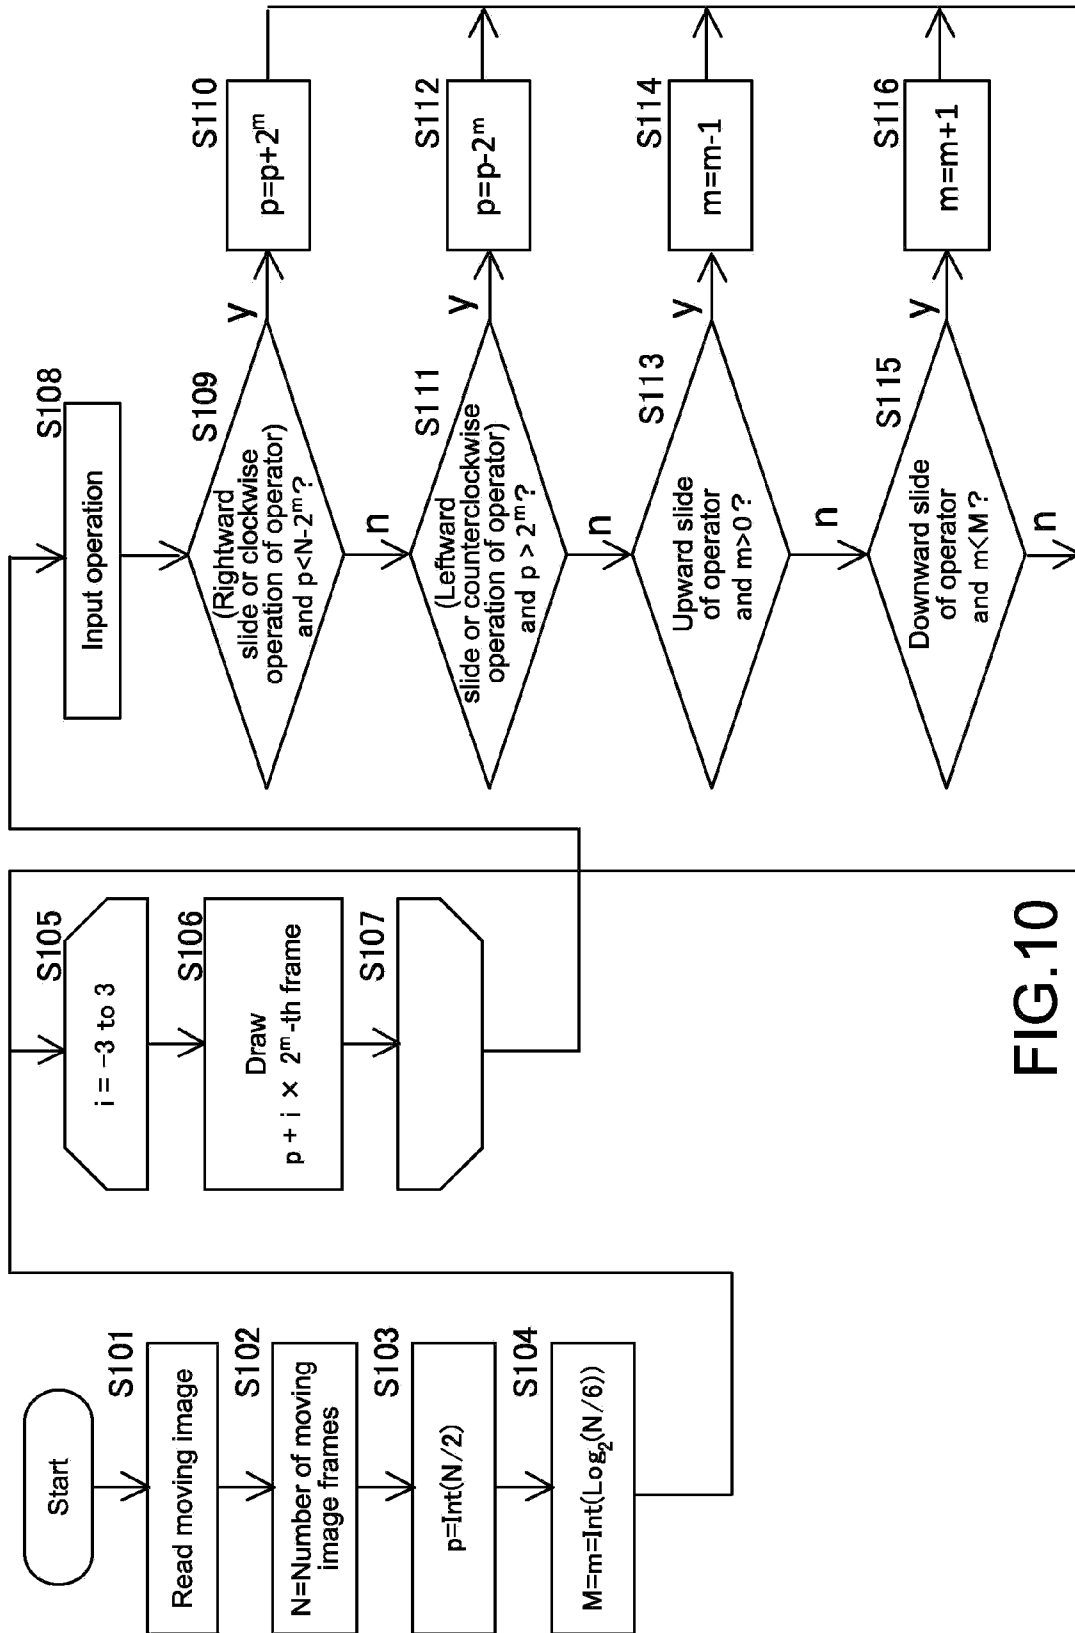 Start
S101
Read moving image
S102
N=Number of moving
image frames
S103
p=Int(N/2)
S104
M=m=Int(Log₂(N/6))
S105
i = −3 to 3
S106
Draw
p + i × 2ᵐ-th frame
S107
S108
Input operation
S109
(Rightward
slide or clockwise
operation of operator)
and p<N-2ᵐ?
y
n
S110
p=p+2ᵐ
S111
(Leftward
slide or counterclockwise
operation of operator)
and p > 2ᵐ?
y
n
S112
p=p-2ᵐ
S113
Upward slide
of operator
and m>0?
y
n
S114
m=m-1
S115
Downward slide
of operator
and m<M?
y
n
S116
m=m+1
FIG.10